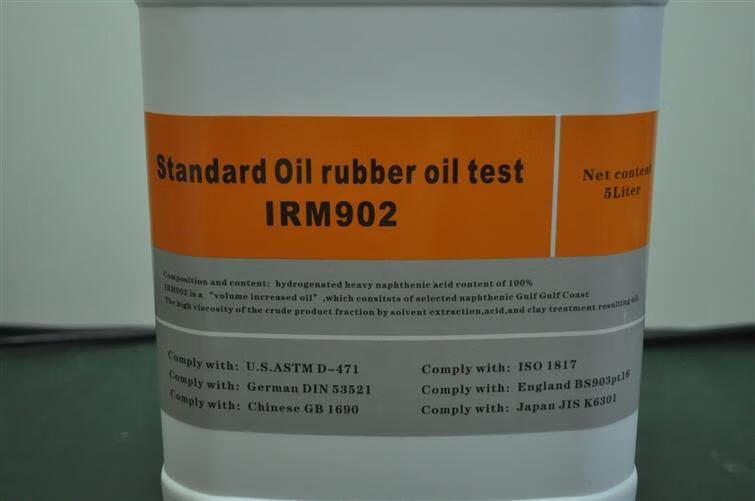 Standard Oil rubber oil test
IRM902
Net content
5Liter
Composition and content: hydrogenated heavy naphthenic acid content of 100%
IRM902 is a "volume increased oil",which consitsts of selected naphthenic Gulf Gulf Coast
The high viscosity of the crude product fraction by solvent extraction,acid,and clay treatment resulting oil.
Comply with: U.S.ASTM D-471
Comply with: German DIN 53521
Comply with: Chinese GB 1690
Comply with: ISO 1817
Comply with: England BS903pt.16
Comply with: Japan JIS K6301